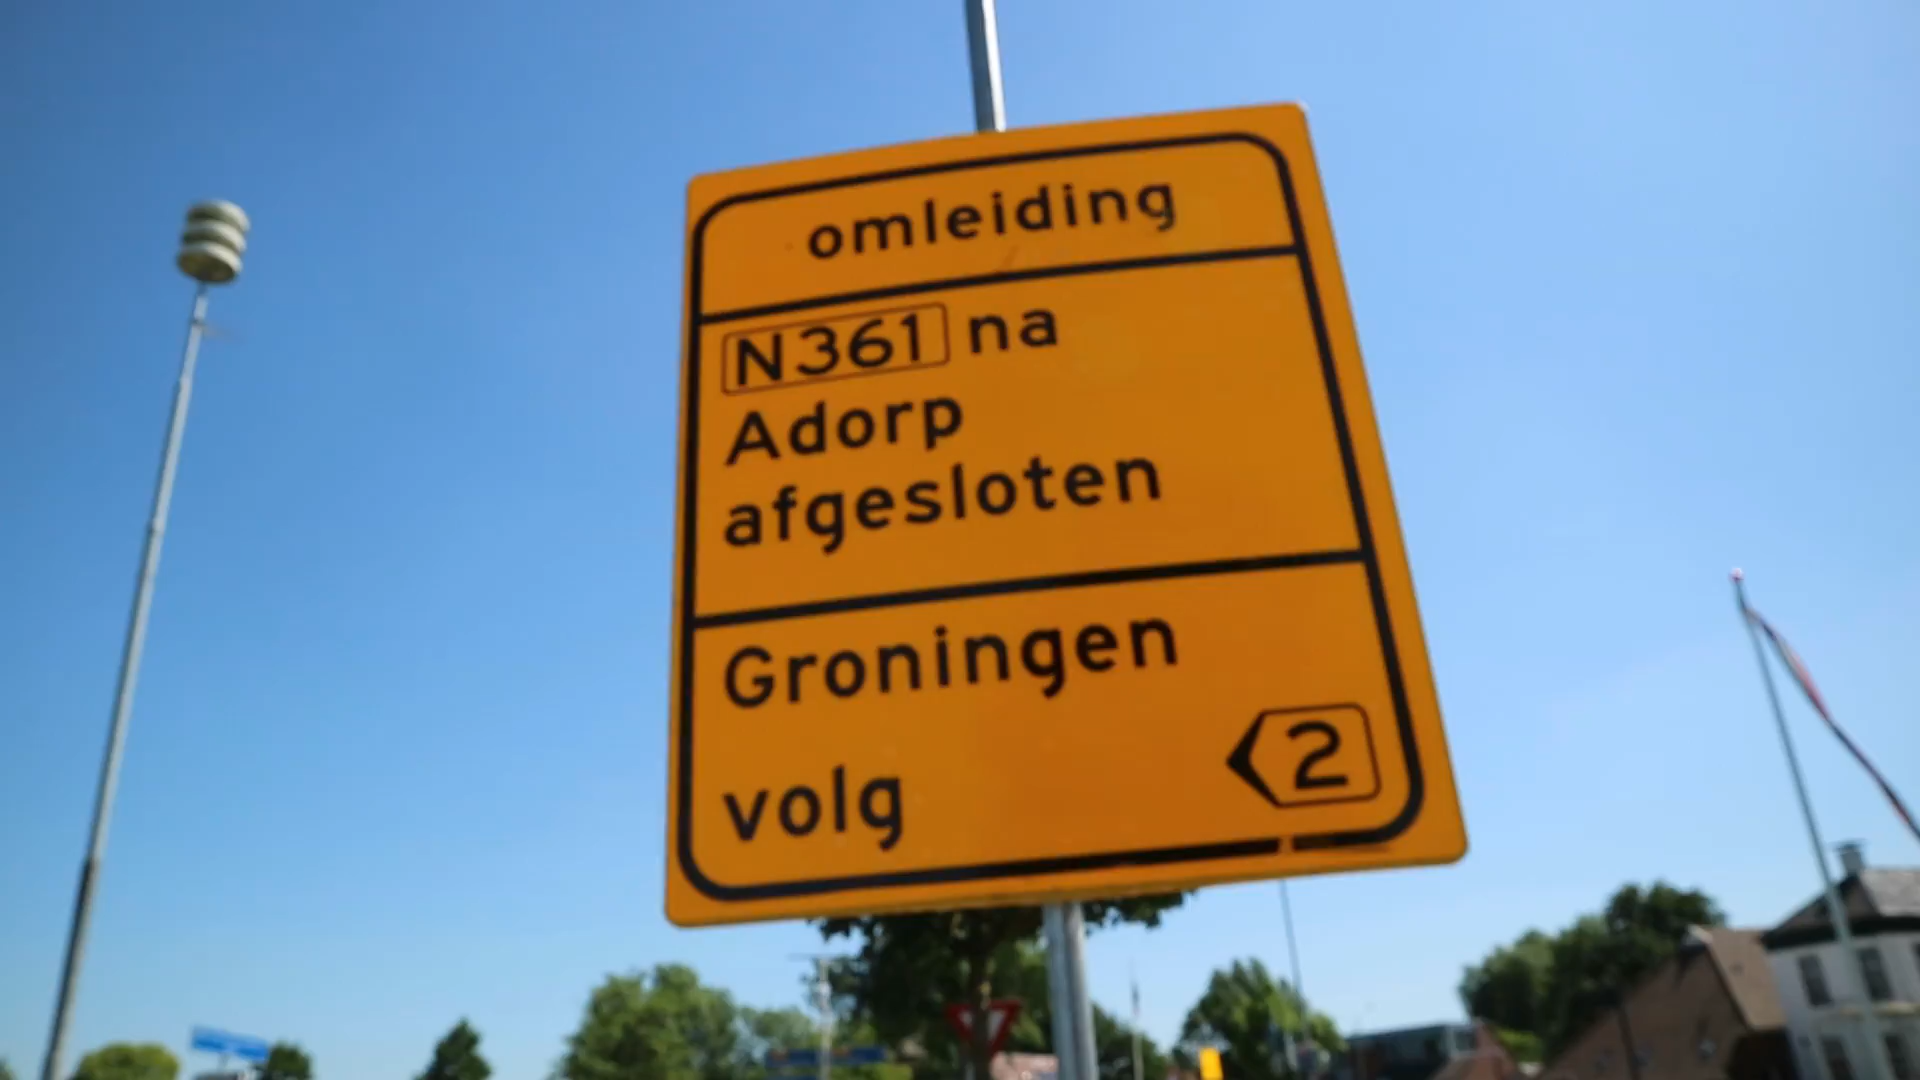 omleiding
N361 na
Adorp
afgesloten
Groningen
volg 2